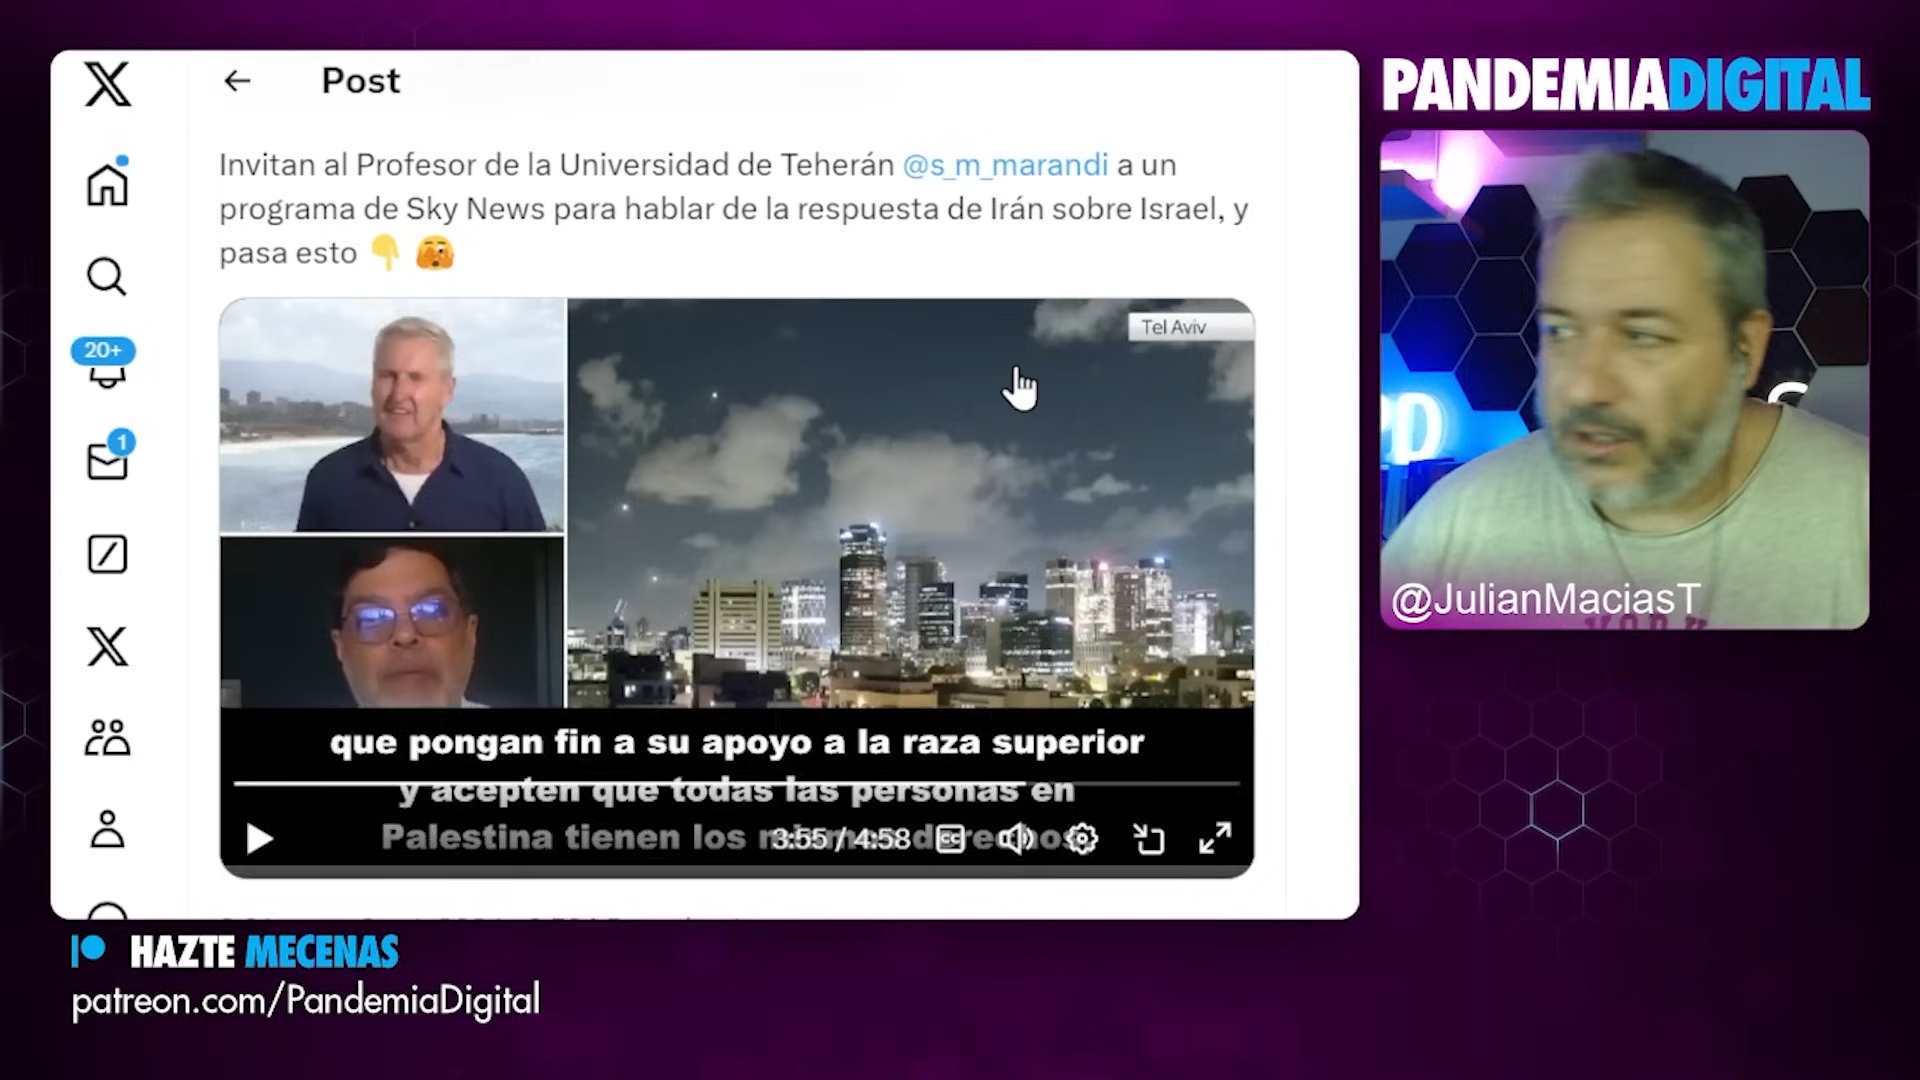 Post
PANDEMIADIGITAL
Invitan al Profesor de la Universidad de Teherán @s_m_marandi a un
programa de Sky News para hablar de la respuesta de Irán sobre Israel, y
pasa esto
Tel Aviv
20+
1
que pongan fin a su apoyo a la raza superior
y acepten que todas las personas en
Palestina tienen los
3:55 / 4:58
CC
@JulianMaciasT
HAZTE MECENAS
patreon.com/PandemiaDigital